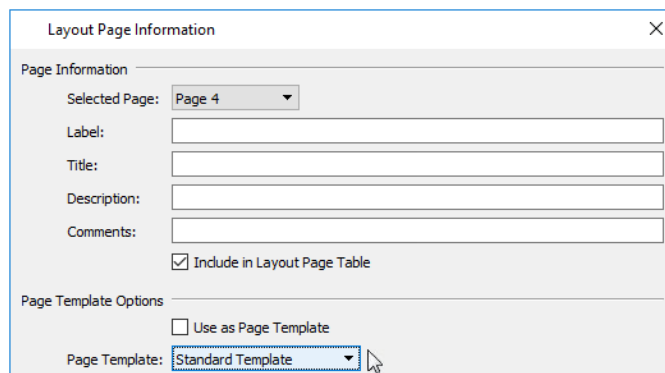 Layout Page Information
Page Information
Selected Page: Page 4
Label:
Title:
Description:
Comments:
Include in Layout Page Table
Page Template Options
Use as Page Template
Page Template: Standard Template